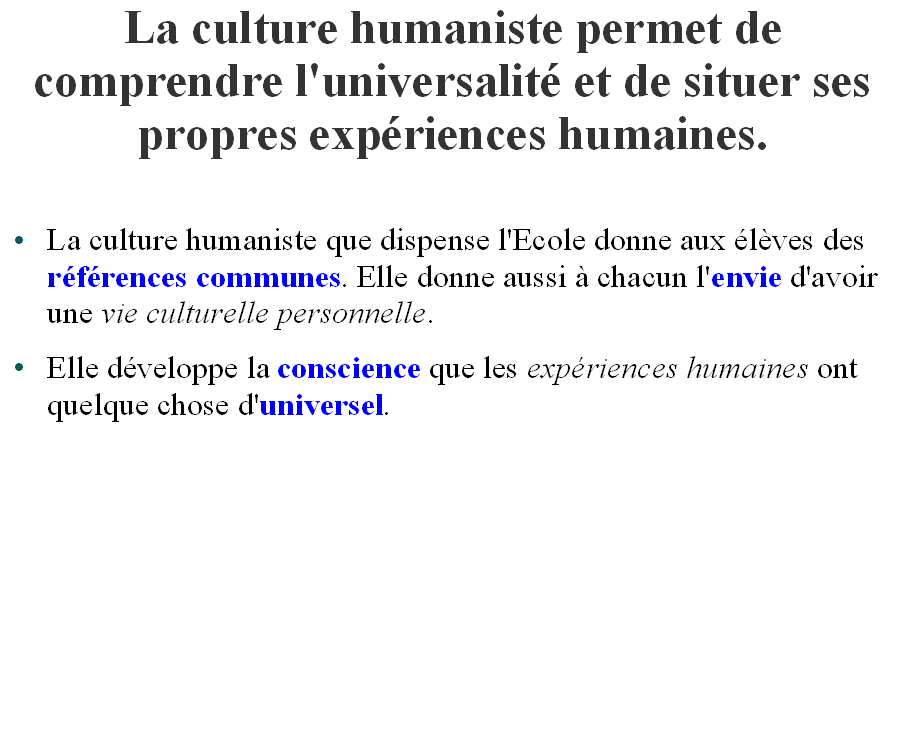 La culture humaniste permet de
comprendre l'universalité et de situer ses
propres expériences humaines.
• La culture humaniste que dispense l'Ecole donne aux élèves des
références communes. Elle donne aussi à chacun l'envie d'avoir
une vie culturelle personnelle.
• Elle développe la conscience que les expériences humaines ont
quelque chose d'universel.